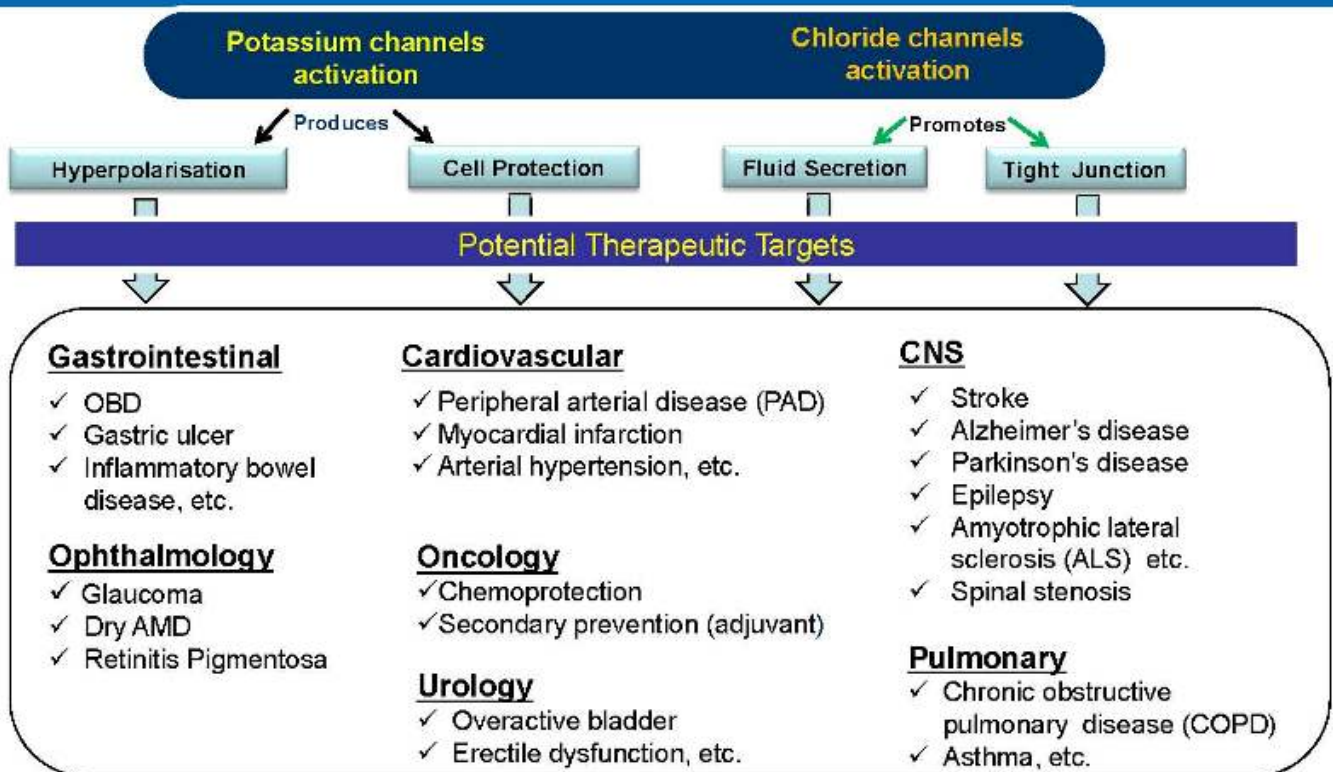 Potassium channels
activation
Chloride channels
activation
Produces
Promotes
Hyperpolarisation
Cell Protection
Fluid Secretion
Tight Junction
Potential Therapeutic Targets
Gastrointestinal
✓ OBD
✓ Gastric ulcer
✓ Inflammatory bowel
disease, etc.
Ophthalmology
✓ Glaucoma
✓ Dry AMD
✓ Retinitis Pigmentosa
Cardiovascular
✓ Peripheral arterial disease (PAD)
✓ Myocardial infarction
✓ Arterial hypertension, etc.
Oncology
✓Chemoprotection
✓Secondary prevention (adjuvant)
Urology
✓ Overactive bladder
✓ Erectile dysfunction, etc.
CNS
✓ Stroke
✓ Alzheimer's disease
✓ Parkinson's disease
✓ Epilepsy
✓ Amyotrophic lateral
sclerosis (ALS) etc.
✓ Spinal stenosis
Pulmonary
✓ Chronic obstructive
pulmonary disease (COPD)
✓ Asthma, etc.